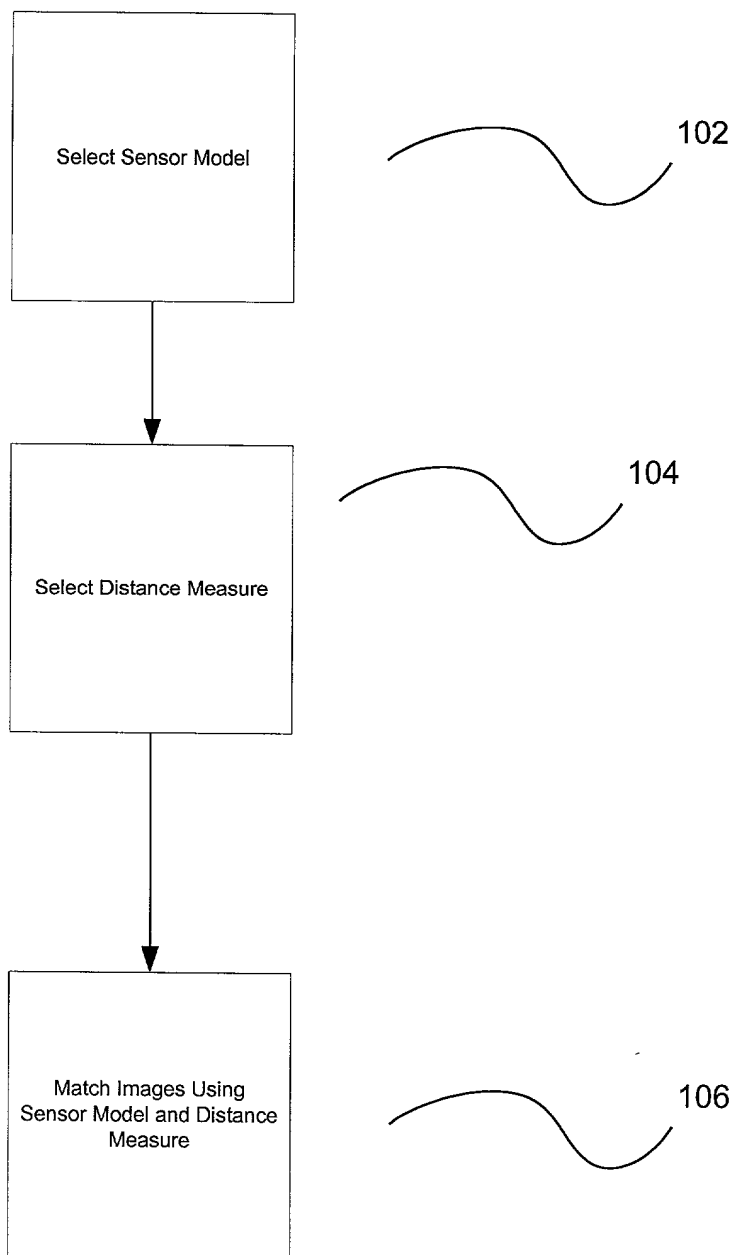 Select Sensor Model
102
104
Select Distance Measure
Match Images Using
Sensor Model and Distance
Measure
106